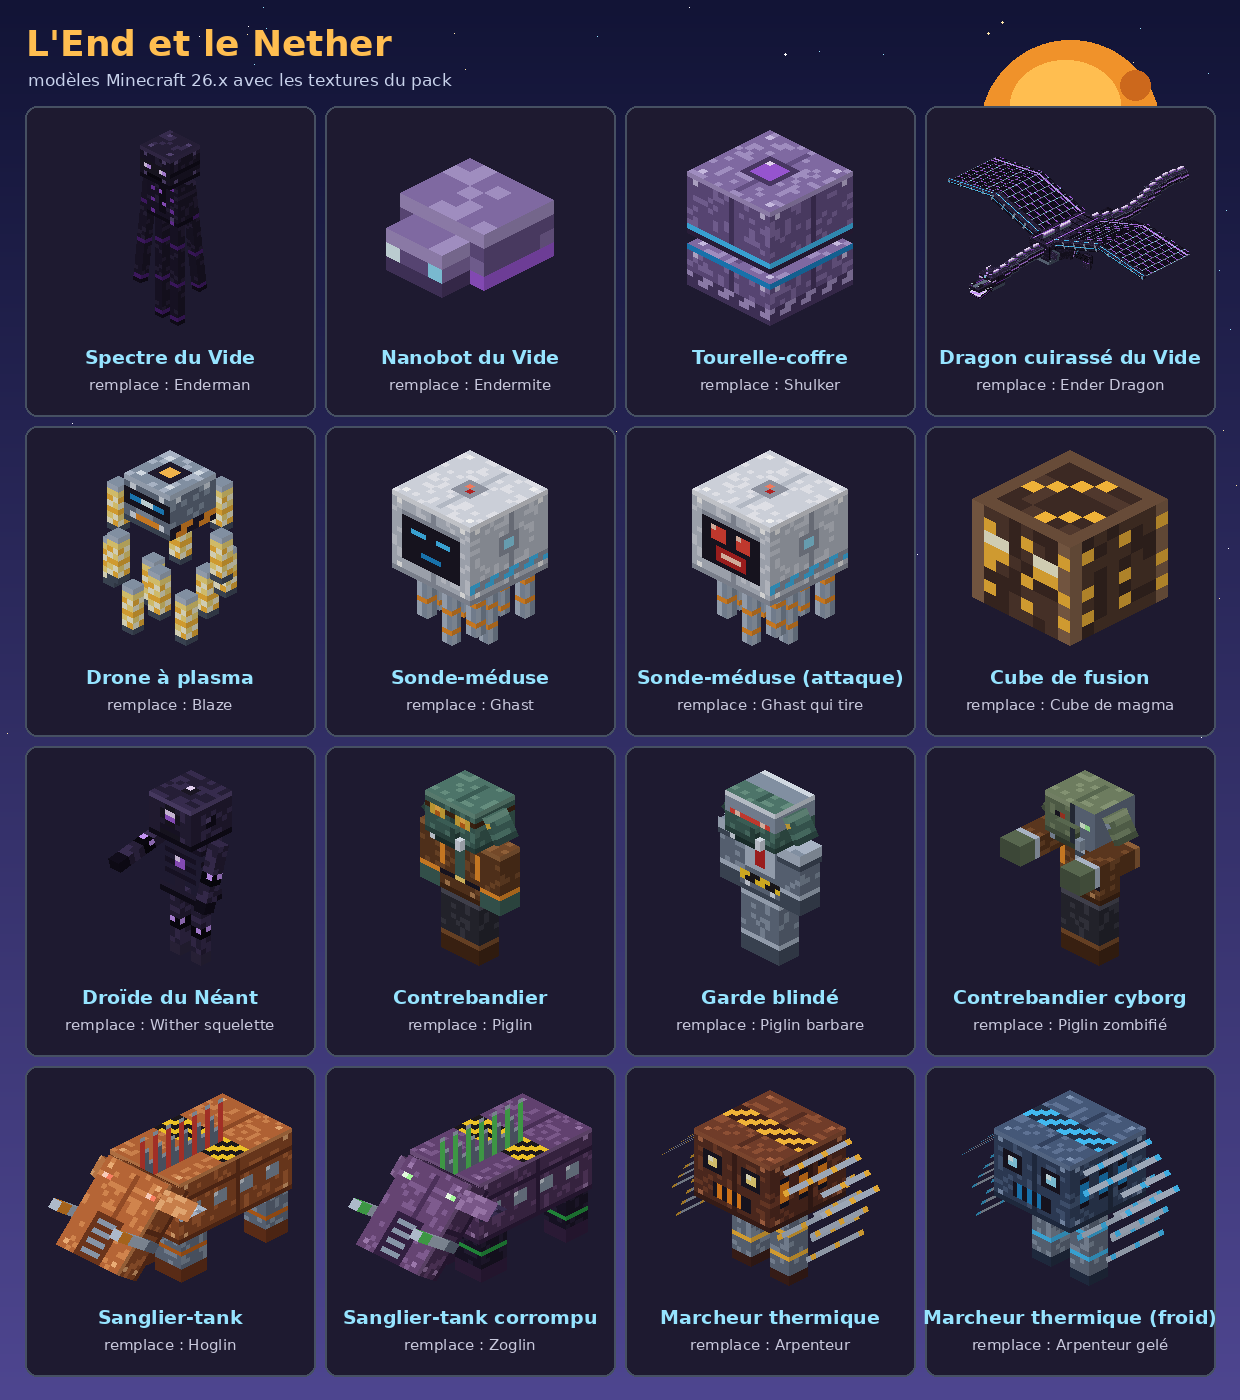 L'End et le Nether
modèles Minecraft 26.x avec les textures du pack
Spectre du Vide
remplace : Enderman
Nanobot du Vide
remplace : Endermite
Tourelle-coffre
remplace : Shulker
Dragon cuirassé du Vide
remplace : Ender Dragon
Drone à plasma
remplace : Blaze
Sonde-méduse
remplace : Ghast
Sonde-méduse (attaque)
remplace : Ghast qui tire
Cube de fusion
remplace : Cube de magma
Droïde du Néant
remplace : Wither squelette
Contrebandier
remplace : Piglin
Garde blindé
remplace : Piglin barbare
Contrebandier cyborg
remplace : Piglin zombifié
Sanglier-tank
remplace : Hoglin
Sanglier-tank corrompu
remplace : Zoglin
Marcheur thermique
remplace : Arpenteur
Marcheur thermique (froid)
remplace : Arpenteur gelé